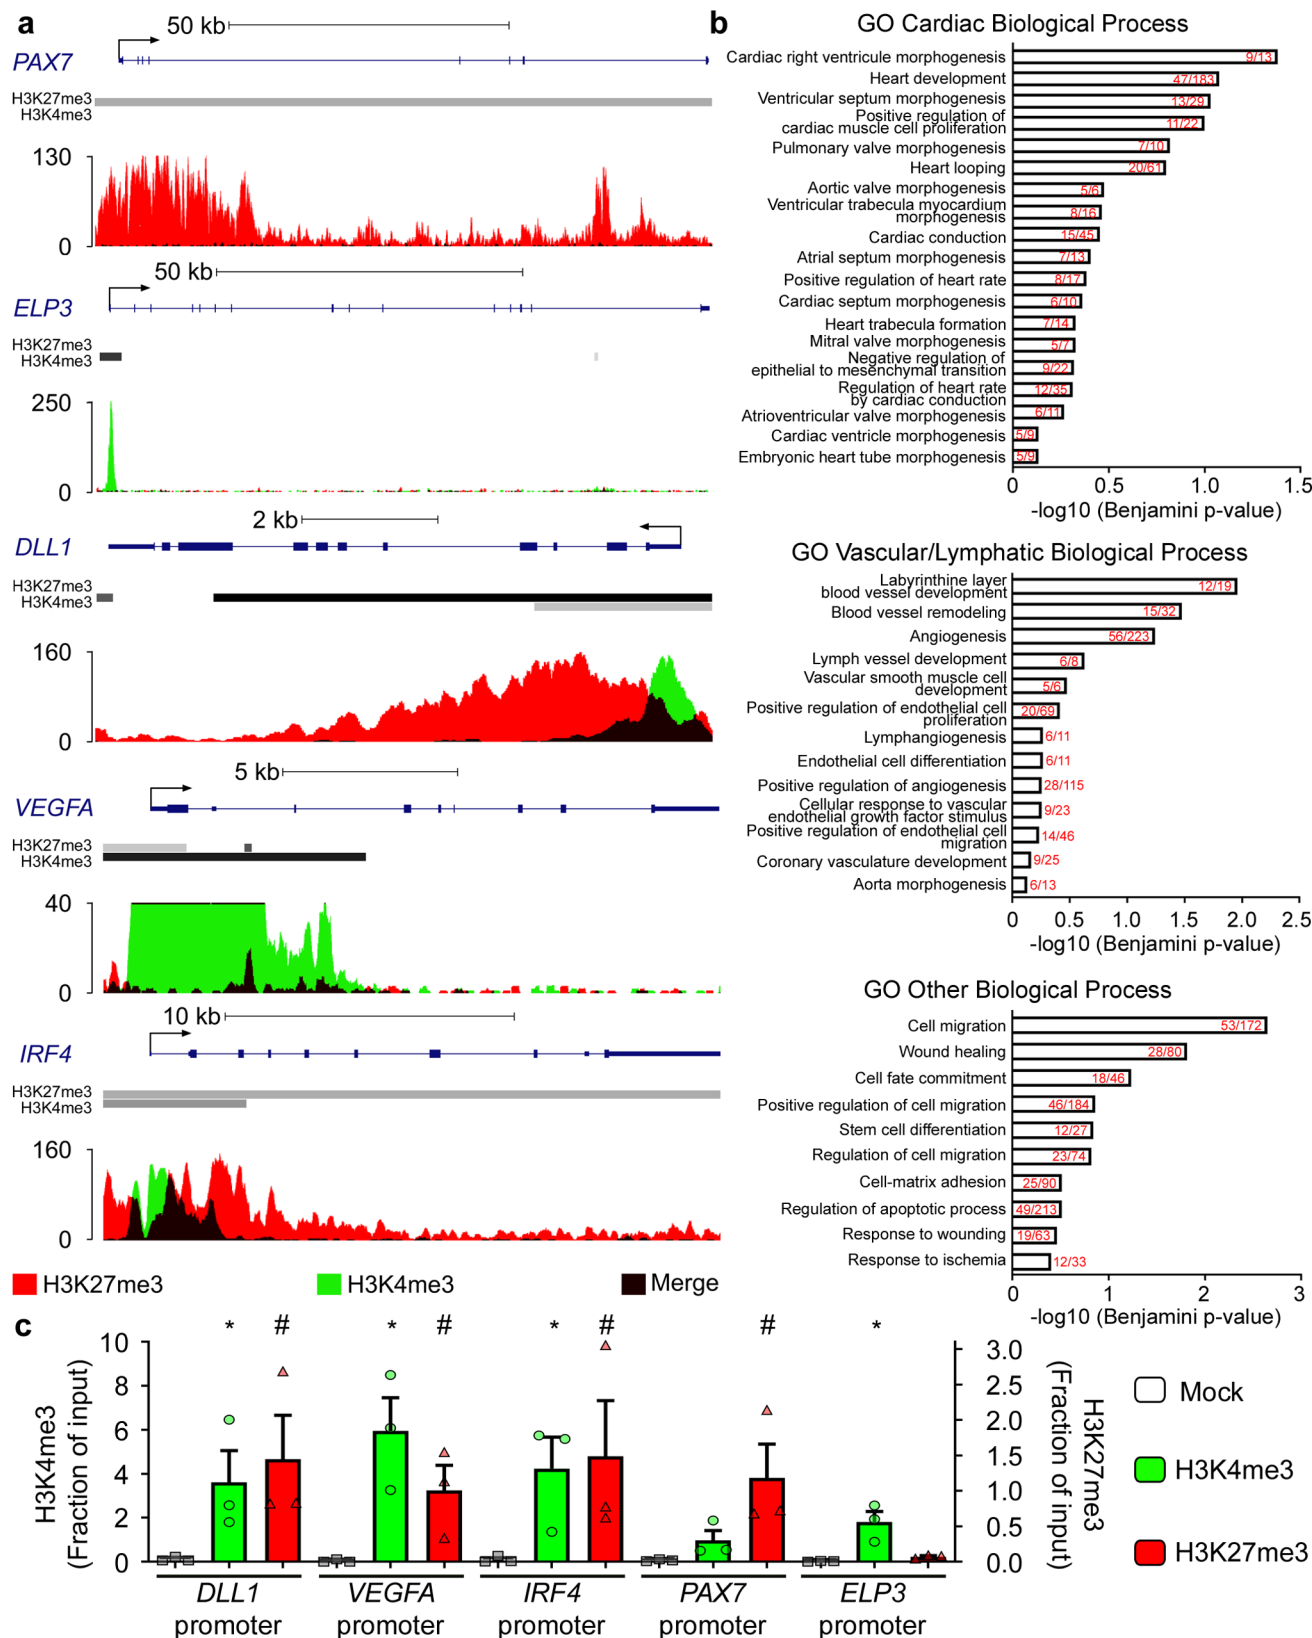 a
50 kb
PAX7
H3K27me3
H3K4me3
130
0
50 kb
ELP3
H3K27me3
H3K4me3
250
0
2 kb
DLL1
H3K27me3
H3K4me3
160
0
5 kb
VEGFA
H3K27me3
H3K4me3
40
0
10 kb
IRF4
H3K27me3
H3K4me3
160
0
H3K27me3 H3K4me3 Merge
b
GO Cardiac Biological Process
Cardiac right ventricule morphogenesis 9/13
Heart development 47/183
Ventricular septum morphogenesis 13/29
Positive regulation of
cardiac muscle cell proliferation 11/22
Pulmonary valve morphogenesis 7/10
Heart looping 20/61
Aortic valve morphogenesis 5/6
Ventricular trabecula myocardium
morphogenesis 8/16
Cardiac conduction 15/45
Atrial septum morphogenesis 7/13
Positive regulation of heart rate 8/17
Cardiac septum morphogenesis 6/10
Heart trabecula formation 7/14
Mitral valve morphogenesis 5/7
Negative regulation of
epithelial to mesenchymal transition 9/22
Regulation of heart rate 12/35
by cardiac conduction
Atrioventricular valve morphogenesis 6/11
Cardiac ventricle morphogenesis 5/9
Embryonic heart tube morphogenesis 5/9
0 0.5 1.0 1.5
-log10 (Benjamini p-value)
GO Vascular/Lymphatic Biological Process
Labyrinthine layer
blood vessel development 12/19
Blood vessel remodeling 15/32
Angiogenesis 56/223
Lymph vessel development 6/8
Vascular smooth muscle cell
development 5/6
Positive regulation of endothelial cell
proliferation 20/69
Lymphangiogenesis 6/11
Endothelial cell differentiation 6/11
Positive regulation of angiogenesis 28/115
Cellular response to vascular
endothelial growth factor stimulus 9/23
Positive regulation of endothelial cell
migration 14/46
Coronary vasculature development 9/25
Aorta morphogenesis 6/13
0 0.5 1.0 1.5 2.0 2.5
-log10 (Benjamini p-value)
GO Other Biological Process
Cell migration 53/172
Wound healing 28/80
Cell fate commitment 18/46
Positive regulation of cell migration 46/184
Stem cell differentiation 12/27
Regulation of cell migration 23/74
Cell-matrix adhesion 25/90
Regulation of apoptotic process 49/213
Response to wounding 19/63
Response to ischemia 12/33
0 1 2 3
-log10 (Benjamini p-value)
c
H3K4me3
(Fraction of input)
10
8
6
4
2
0
* # * # * # # *
3.0
2.5
2.0
1.5
1.0
0.5
0.0
H3K27me3
(Fraction of input)
DLL1 VEGFA IRF4 PAX7 ELP3
promoter promoter promoter promoter promoter
Mock
H3K4me3
H3K27me3